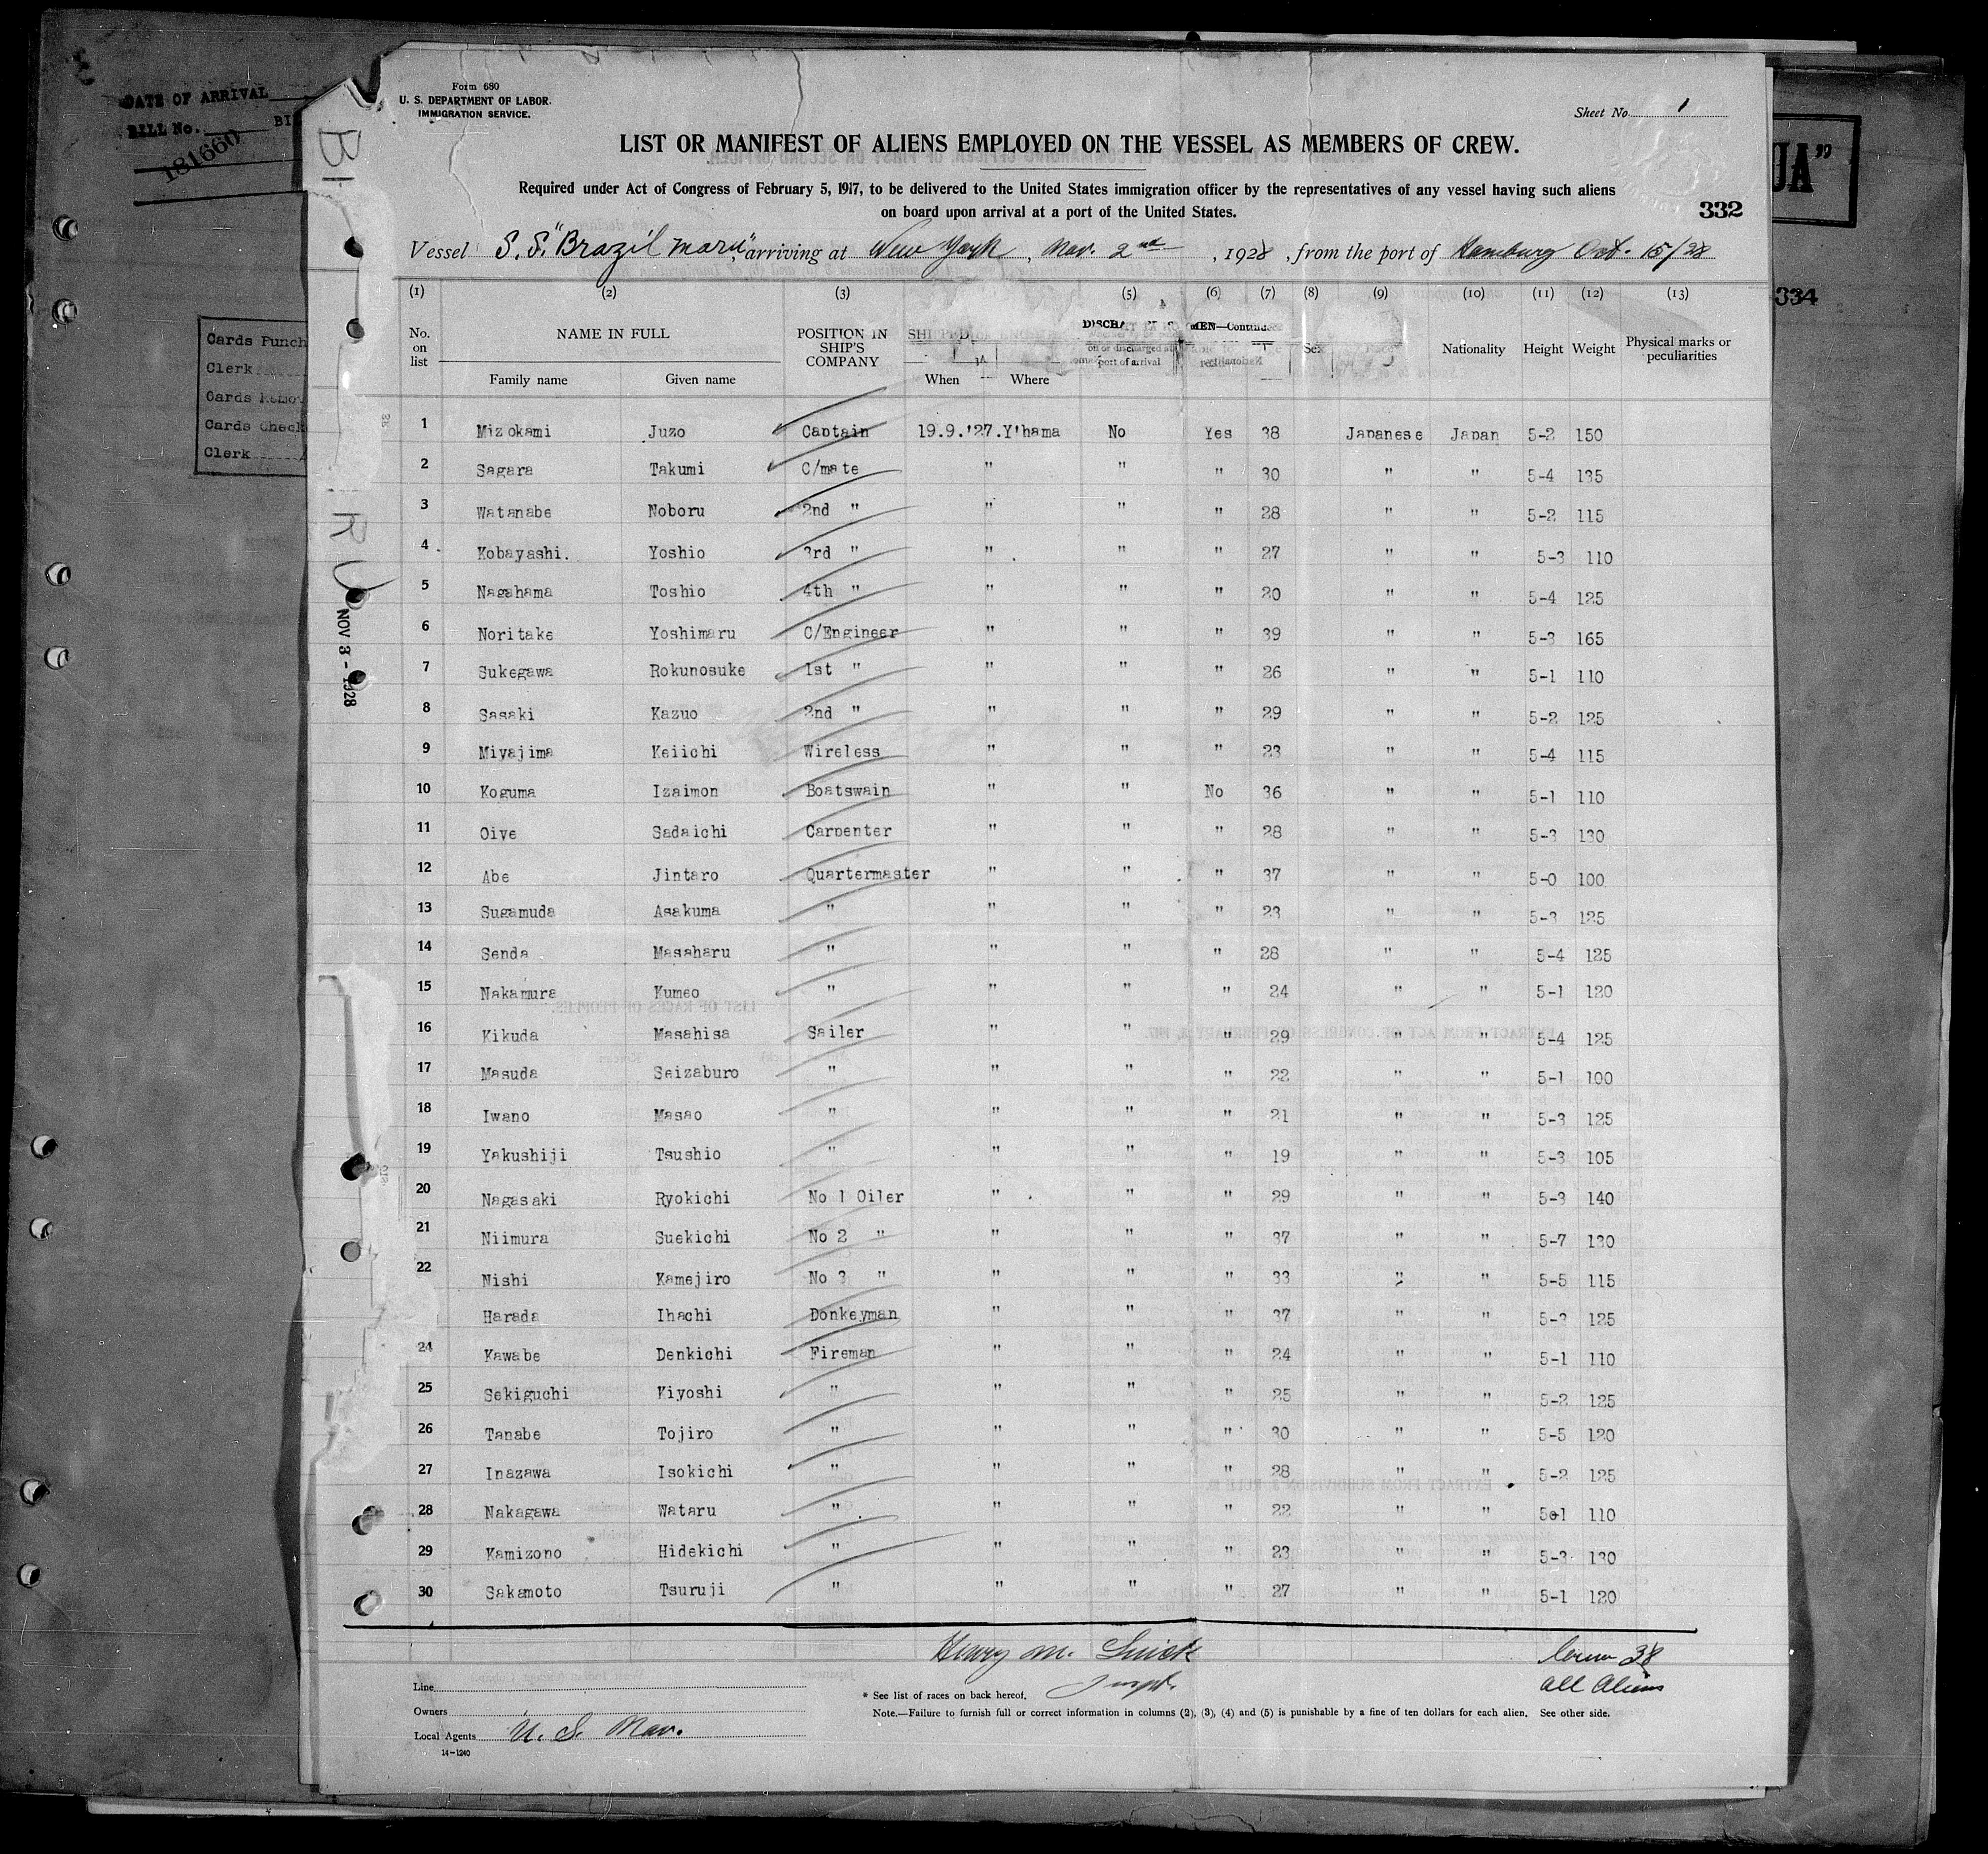 DATE OF ARRIVAL
BILL No.
181660
Cards Punch
Clerk
Cards Remov
Cards Check
Clerk
UA"
334
NOV 3 - 1928
Form 680
U. S. DEPARTMENT OF LABOR.
IMMIGRATION SERVICE.
Sheet No. 1
LIST OR MANIFEST OF ALIENS EMPLOYED ON THE VESSEL AS MEMBERS OF CREW.
Required under Act of Congress of February 5, 1917, to be delivered to the United States immigration officer by the representatives of any vessel having such aliens
on board upon arrival at a port of the United States.
332
Vessel S.S. "Brazil Maru", arriving at New York, Nov. 2nd, 1928, from the port of Hamburg Oct. 15/28
(1) (2) (3) (5) (6) (7) (8) (9) (10) (11) (12) (13)
No. on list NAME IN FULL POSITION IN SHIP'S COMPANY SHIPPED Sex Nationality Height Weight Physical marks or peculiarities
Family name Given name When Where port of arrival
1 Mizokami Juzo Captain 19.9.'27.Y'hama No Yes 38 Japanese Japan 5-2 150
2 Sagara Takumi C/mate " " " 30 " " 5-4 135
3 Watanabe Noboru 2nd " " " " 28 " " 5-2 115
4 Kobayashi. Yoshio 3rd " " " " 27 " " 5-3 110
5 Nagahama Toshio 4th " " " " 20 " " 5-4 125
6 Noritake Yoshimaru C/Engineer " " " 39 " " 5-3 165
7 Sukegawa Rokunosuke 1st " " " " 26 " " 5-1 110
8 Sasaki Kazuo 2nd " " " " 29 " " 5-2 125
9 Miyajima Keiichi Wireless " " " 23 " " 5-4 115
10 Koguma Izaimon Boatswain " " No 36 " " 5-1 110
11 Oiye Sadaichi Carpenter " " " 28 " " 5-3 130
12 Abe Jintaro Quartermaster " " " 37 " " 5-0 100
13 Sugamuda Asakuma " " " " 23 " " 5-3 125
14 Senda Masaharu " " " " 28 " " 5-4 125
15 Nakamura Kumeo " " " " 24 " " 5-1 120
16 Kikuda Masahisa Sailer " " " 29 " " 5-4 125
17 Masuda Seizaburo " " " " 22 " " 5-1 100
18 Iwano Masao " " " " 21 " " 5-3 125
19 Yakushiji Tsushio " " " " 19 " " 5-3 105
20 Nagasaki Ryokichi No 1 Oiler " " " 29 " " 5-3 140
21 Niimura Suekichi No 2 " " " " 37 " " 5-7 130
22 Nishi Kamejiro No 3 " " " " 33 " " 5-5 115
Harada Ihachi Donkeyman " " " 37 " " 5-3 125
24 Kawabe Denkichi Fireman " " " 24 " " 5-1 110
25 Sekiguchi Kiyoshi " " " " 25 " " 5-2 125
26 Tanabe Tojiro " " " " 30 " " 5-5 120
27 Inazawa Isokichi " " " " 28 " " 5-2 125
28 Nakagawa Wataru " " " " 22 " " 5-1 110
29 Kamizono Hidekichi " " " " 23 " " 5-3 130
30 Sakamoto Tsuruji " " " " 27 " " 5-1 120
Henry M.
38
all Aliens
Line
* See list of races on back hereof.
Owners
Note.—Failure to furnish full or correct information in columns (2), (3), (4) and (5) is punishable by a fine of ten dollars for each alien. See other side.
Local Agents U. S. Nav.
14-1240